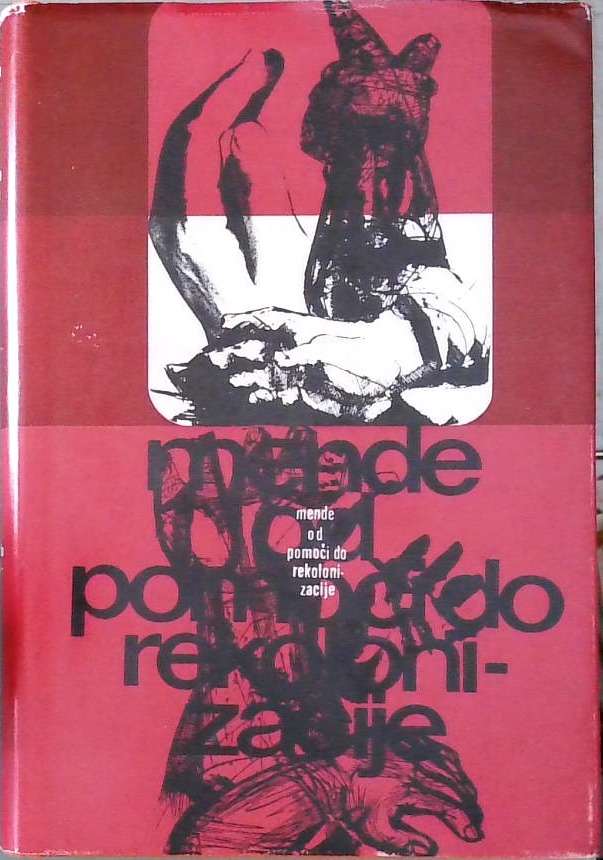 mende
od
pomoći do
rekoloni-
zacije
mende
od
pomoći do
rekoloni-
zacije